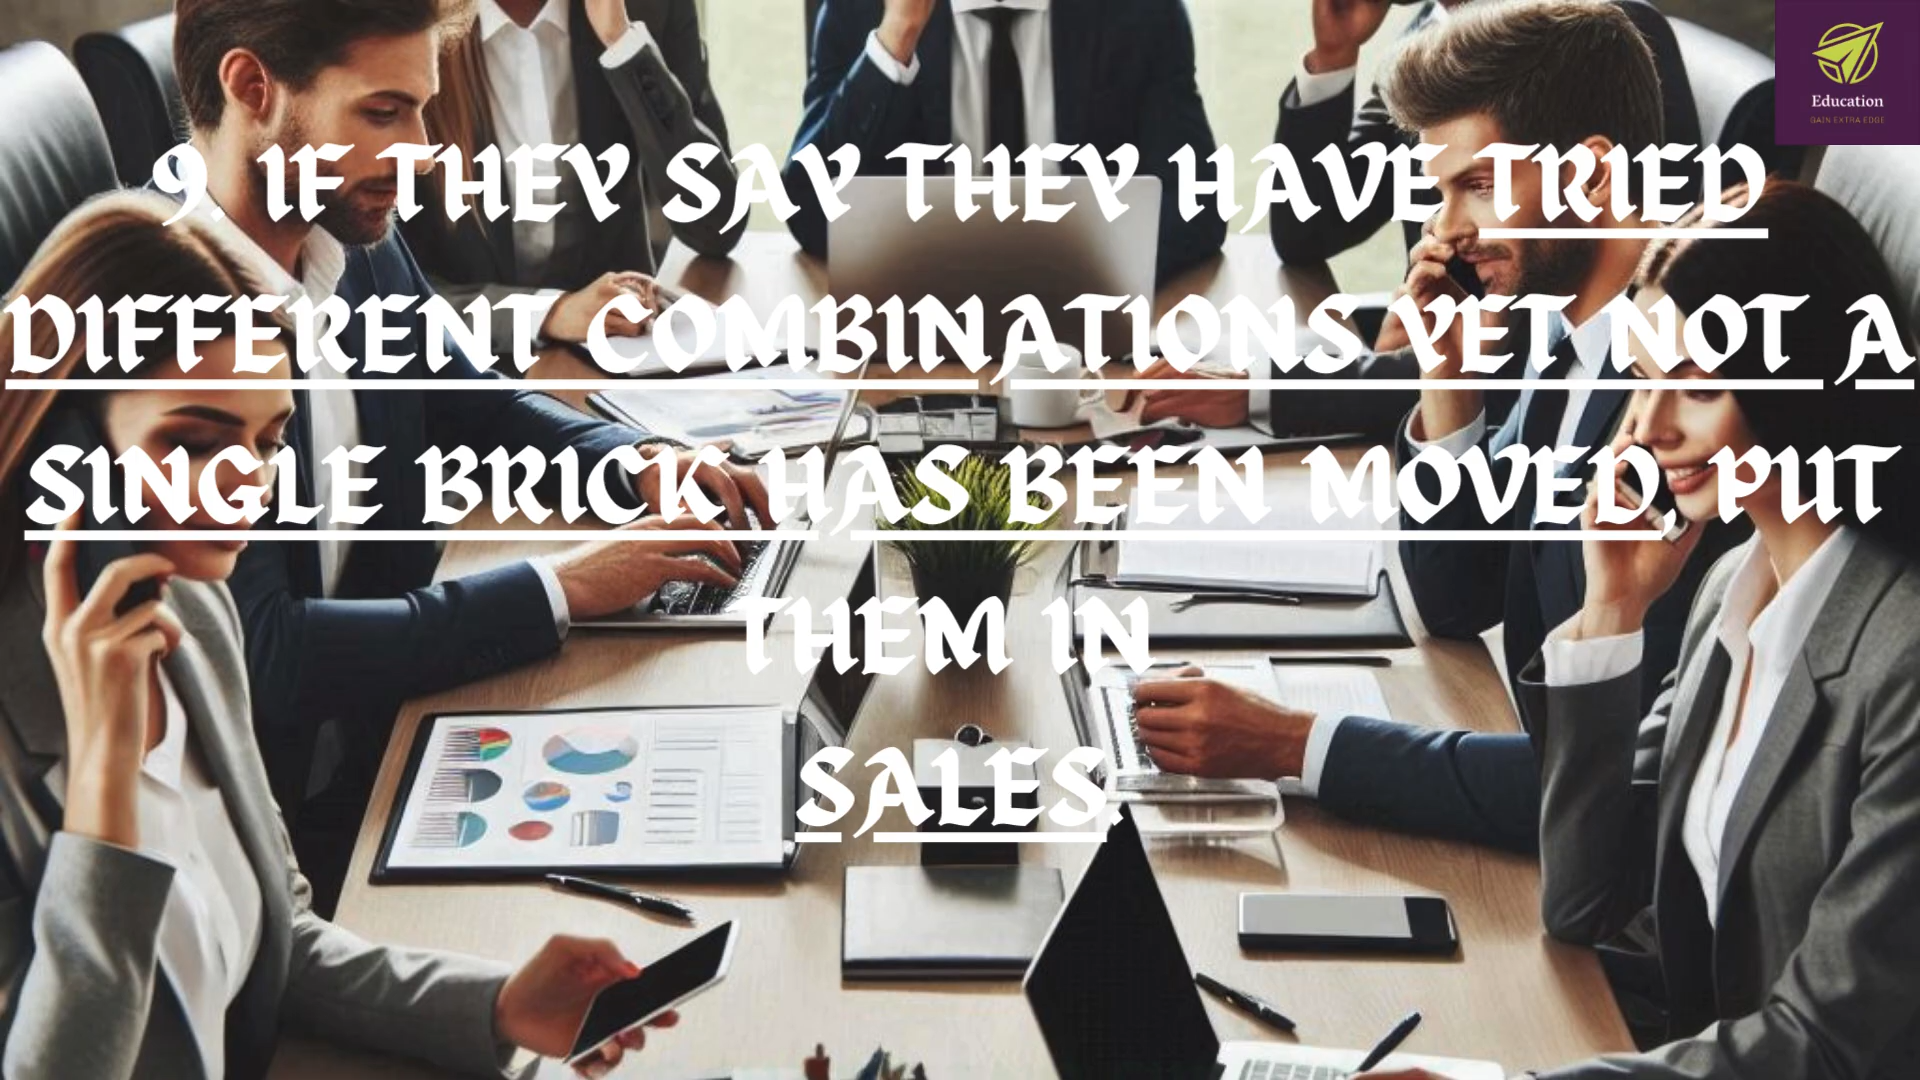 9. IF THEY SAY THEY HAVE TRIED
DIFFERENT COMBINATIONS YET NOT A
SINGLE BRICK HAS BEEN MOVED, PUT
THEM IN
SALES.
Education
GAIN EXTRA EDGE